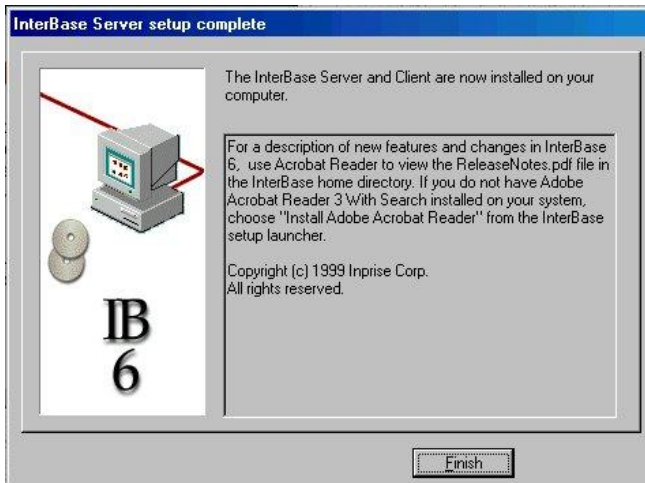 InterBase Server setup complete
The InterBase Server and Client are now installed on your
computer.
For a description of new features and changes in InterBase
6,  use Acrobat Reader to view the ReleaseNotes.pdf file in
the InterBase home directory. If you do not have Adobe
Acrobat Reader 3 With Search installed on your system,
choose "Install Adobe Acrobat Reader" from the InterBase
setup launcher.
Copyright (c) 1999 Inprise Corp.
All rights reserved.
IB
6
Finish